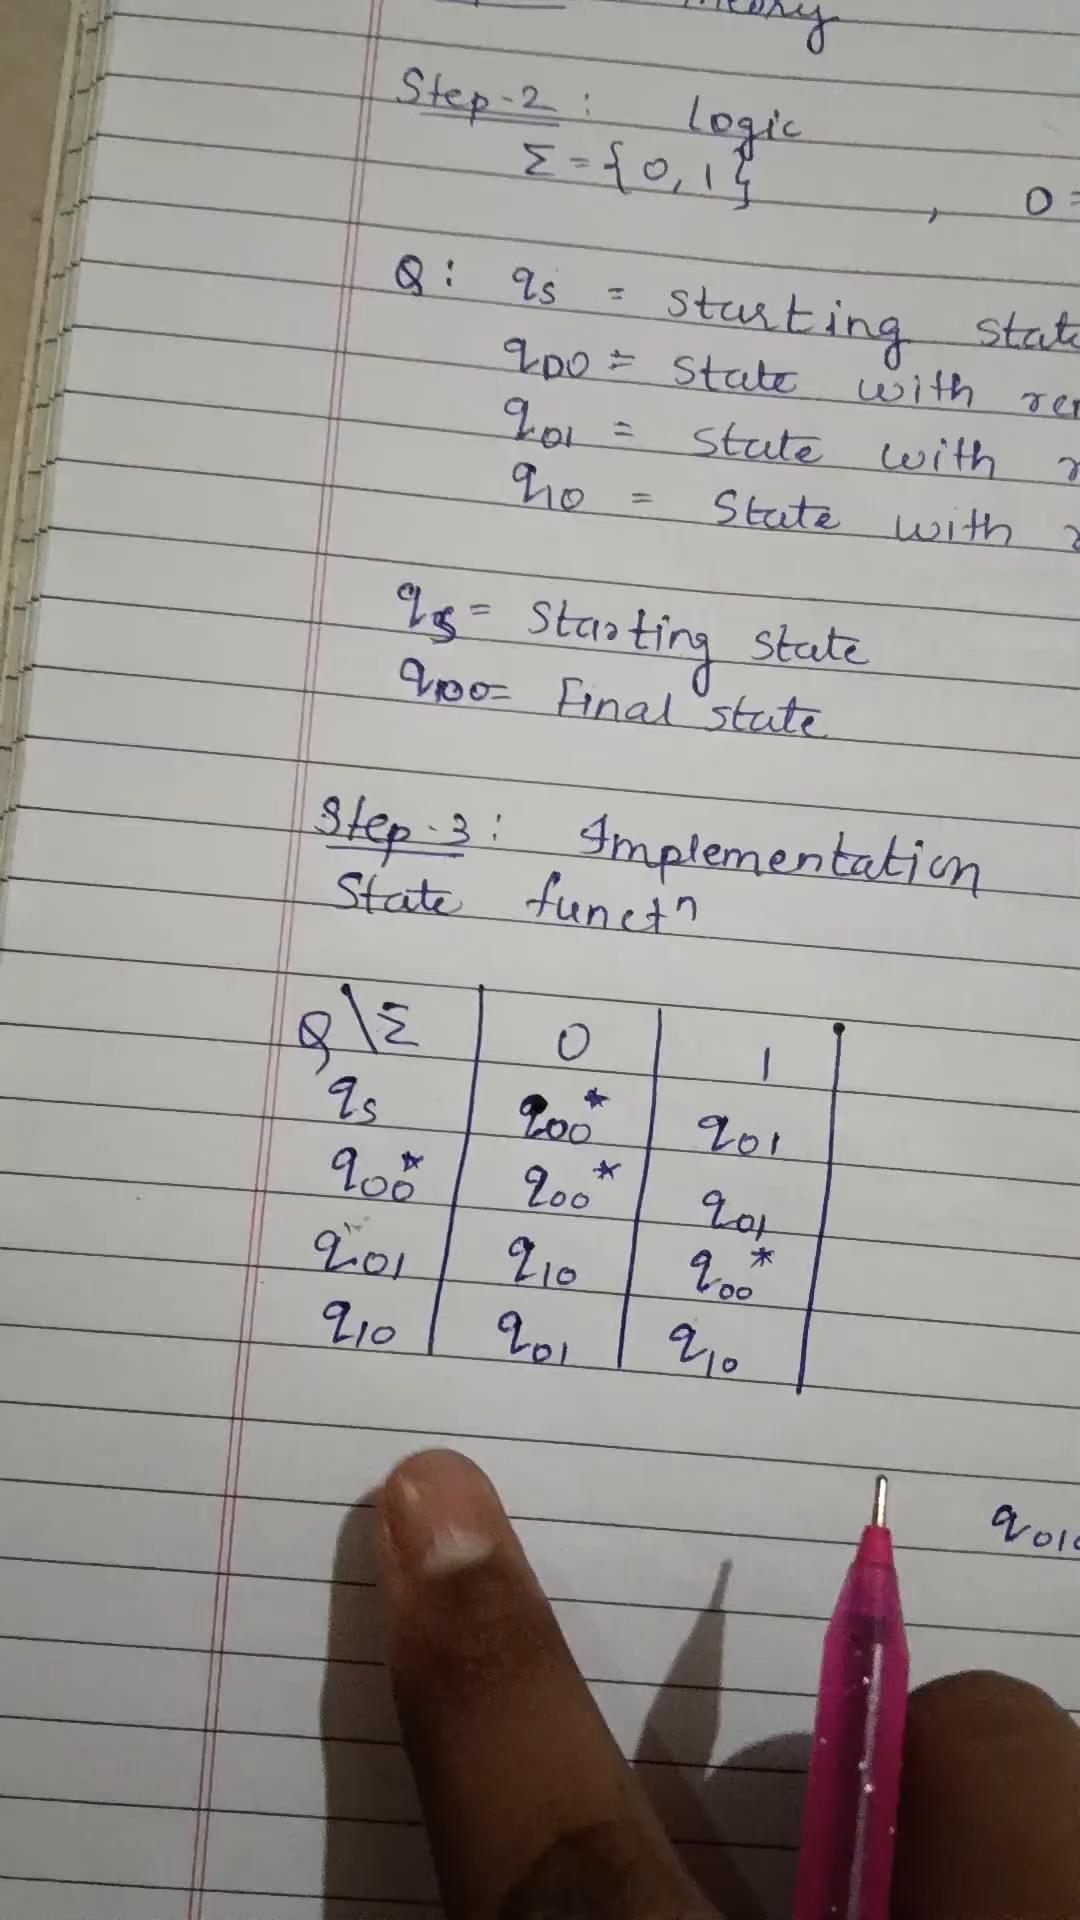 Step-2 : Logic
Σ = {0, 1} , 0 =
Q : qs = starting state
q00 = state with
q01 = state with
q10 = state with
qs = Starting state
q00 = Final state
Step-3 : Implementation
State functn
Q \ Σ 0 1
qs q00* q01
q00* q00* q01
q01 q10 q00*
q10 q01 q10
q01